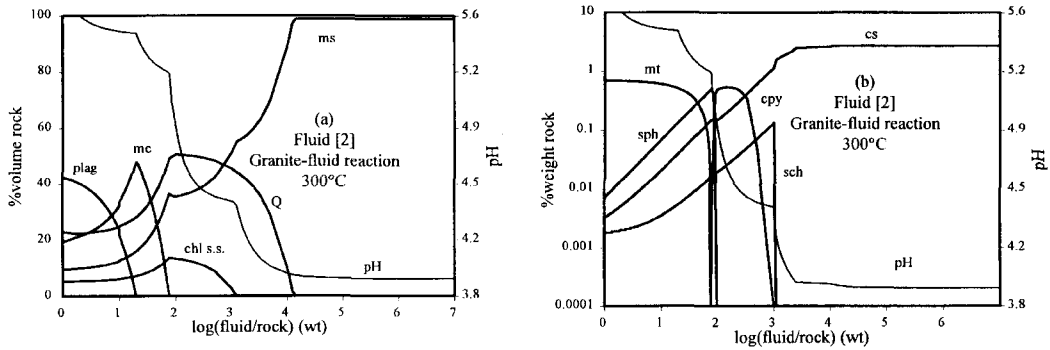 100
80
60
40
20
0
%volume rock
5.6
5.2
4.9
4.5
4.2
3.8
pH
0 1 2 3 4 5 6 7
log(fluid/rock) (wt)
ms
(a)
Fluid [2]
Granite-fluid reaction
300°C
plag
mc
Q
chl s.s.
pH
10
1
0.1
0.01
0.001
0.0001
%weight rock
5.6
5.2
4.9
4.5
4.2
3.8
pH
0 1 2 3 4 5 6
log(fluid/rock) (wt)
cs
mt
(b)
cpy
Fluid [2]
Granite-fluid reaction
300°C
sph
sch
pH